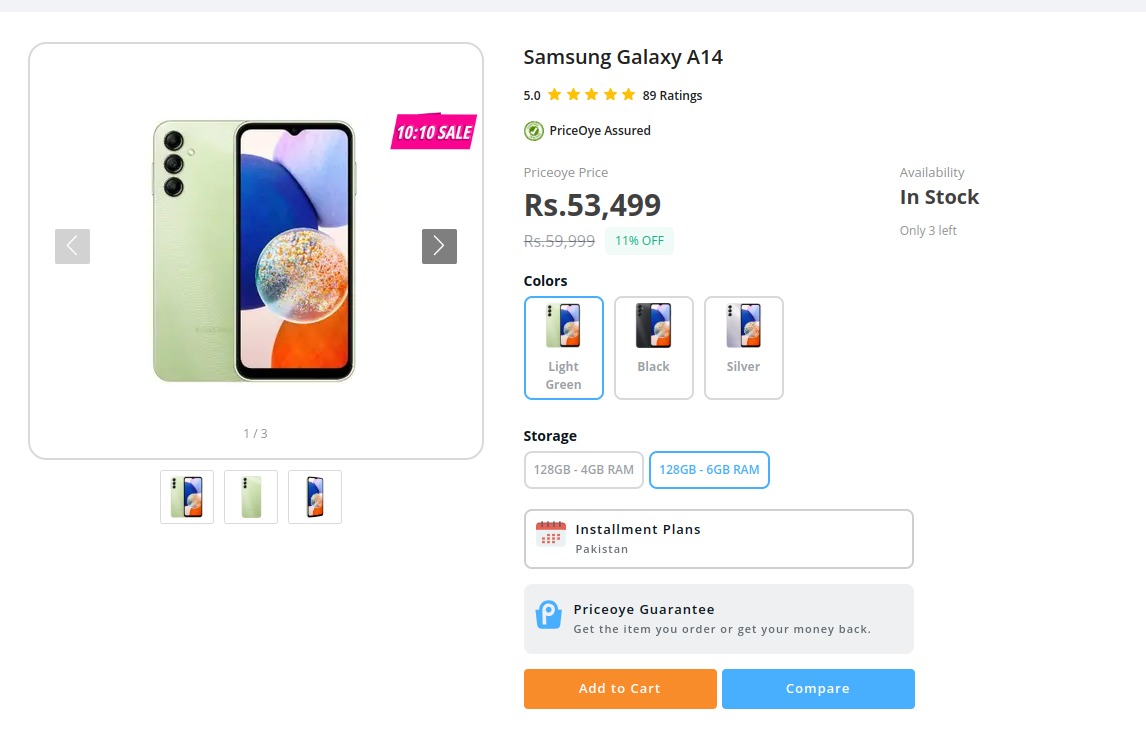 Samsung Galaxy A14
5.0 89 Ratings
PriceOye Assured
10:10 SALE
Priceoye Price
Rs.53,499
Rs.59,999 11% OFF
Availability
In Stock
Only 3 left
Colors
Light
Green
Black
Silver
1 / 3
Storage
128GB - 4GB RAM
128GB - 6GB RAM
Installment Plans
Pakistan
Priceoye Guarantee
Get the item you order or get your money back.
Add to Cart
Compare